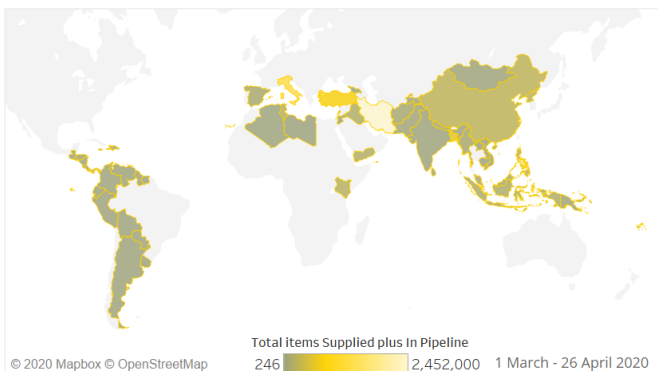 Total items Supplied plus In Pipeline
246 2,452,000 1 March - 26 April 2020
© 2020 Mapbox © OpenStreetMap